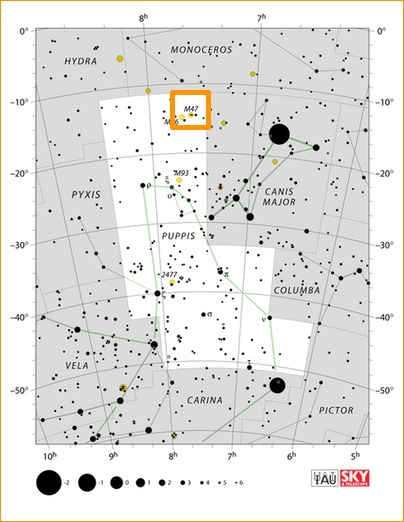 8ʰ 7ʰ
0° 0°
MONOCEROS
HYDRA
-10° -10°
M47
M46
-20° -20°
M93
ξ
ρ
CANIS
MAJOR
PYXIS
PUPPIS
-30° -30°
2477
π
COLUMBA
-40° σ -40°
ν
VELA
-50° CARINA -50°
PICTOR
10ʰ 9ʰ 8ʰ 7ʰ 6ʰ 5ʰ
-2 -1 0 1 2 3 4 5 6
IAU SKY
& TELESCOPE